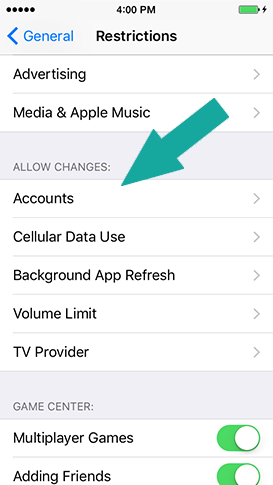 4:00 PM
General Restrictions
Advertising
Media & Apple Music
ALLOW CHANGES:
Accounts
Cellular Data Use
Background App Refresh
Volume Limit
TV Provider
GAME CENTER:
Multiplayer Games
Adding Friends